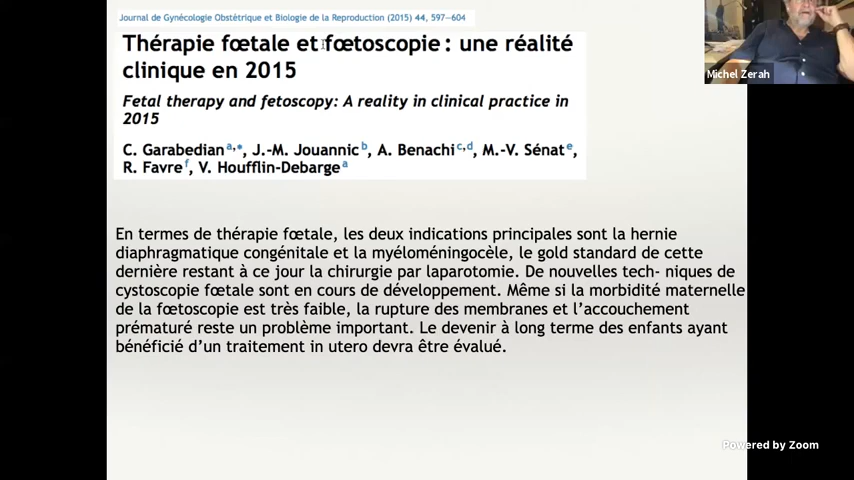 Journal de Gynécologie Obstétrique et Biologie de la Reproduction (2015) 44, 597—604
Thérapie fœtale et fœtoscopie : une réalité
clinique en 2015
Fetal therapy and fetoscopy: A reality in clinical practice in
2015
C. Garabedian a,*, J.-M. Jouannic b, A. Benachi c,d, M.-V. Sénat e,
R. Favre f, V. Houfflin-Debarge a
En termes de thérapie fœtale, les deux indications principales sont la hernie
diaphragmatique congénitale et la myéloméningocèle, le gold standard de cette
dernière restant à ce jour la chirurgie par laparotomie. De nouvelles tech- niques de
cystoscopie fœtale sont en cours de développement. Même si la morbidité maternelle
de la fœtoscopie est très faible, la rupture des membranes et l'accouchement
prématuré reste un problème important. Le devenir à long terme des enfants ayant
bénéficié d'un traitement in utero devra être évalué.
Michel Zerah
Powered by Zoom